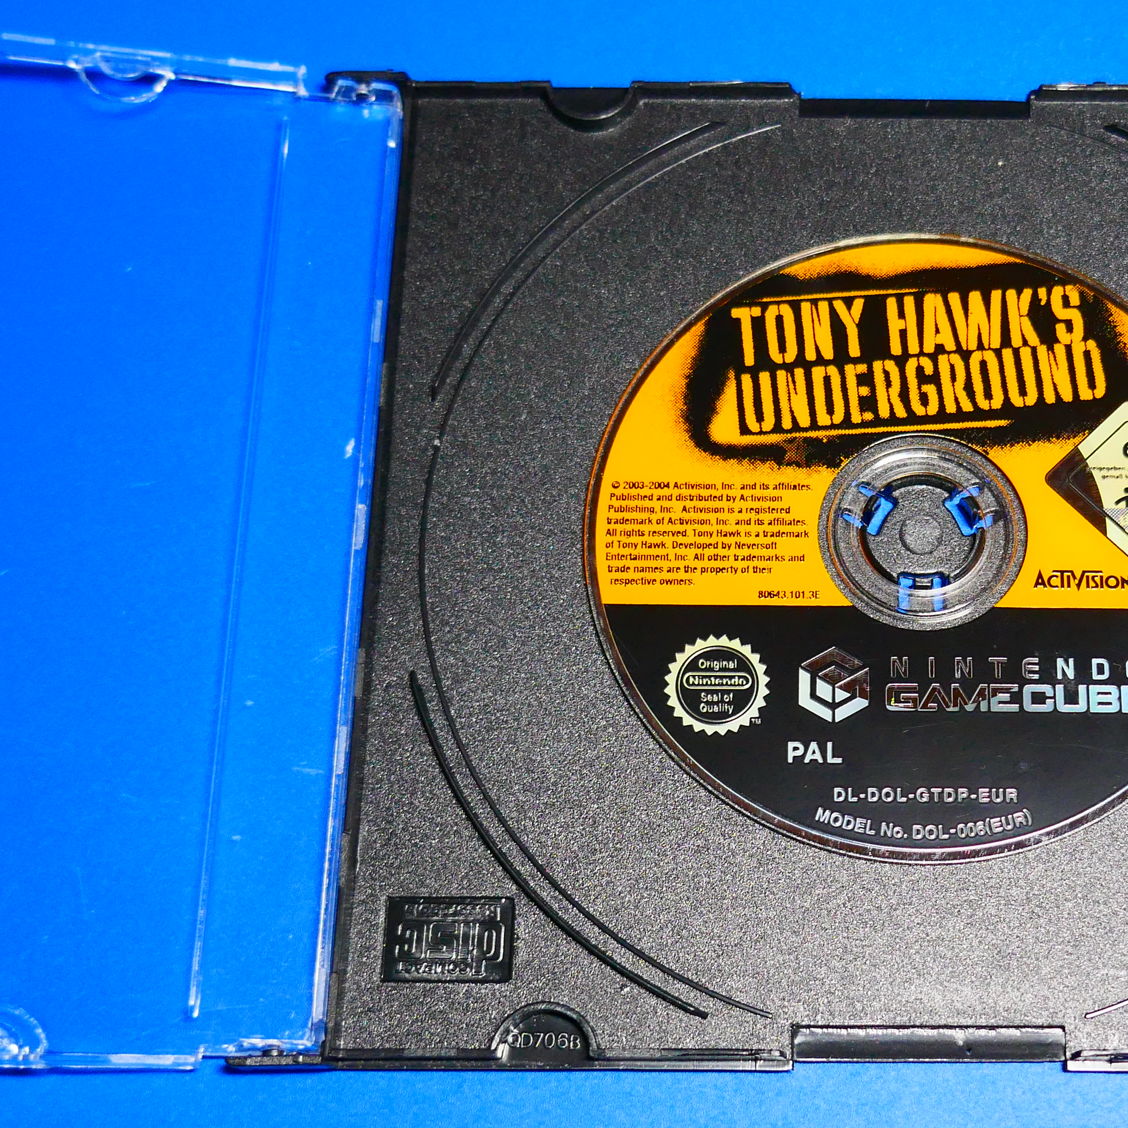 TONY HAWK'S
UNDERGROUND
© 2003-2004 Activision, Inc. and its affiliates.
Published and distributed by Activision
Publishing, Inc. Activision is a registered
trademark of Activision, Inc. and its affiliates.
All rights reserved. Tony Hawk is a trademark
of Tony Hawk. Developed by Neversoft
Entertainment, Inc. All other trademarks and
trade names are the property of their
respective owners.
80643.101.3E
ACTIVISION
Original
Nintendo
Seal of
Quality
TM
NINTENDO
GAMECUBE
PAL
DL-DOL-GTDP-EUR
MODEL No. DOL-006(EUR)
COMPACT
disc
QD706B